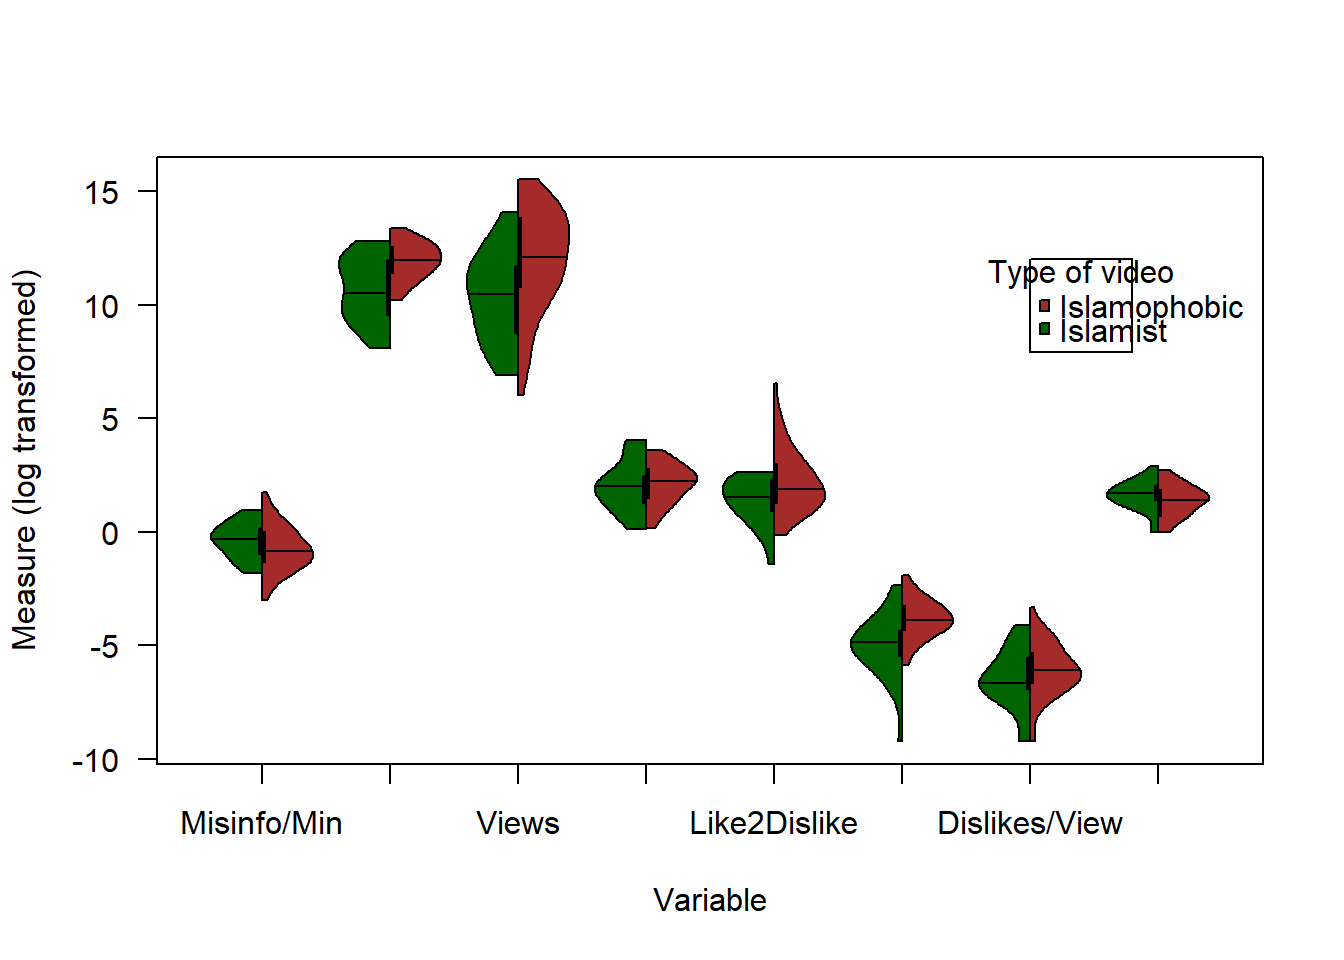 15
10
5
0
-5
-10
Measure (log transformed)
Type of video
Islamophobic
Islamist
Misinfo/Min
Views
Like2Dislike
Dislikes/View
Variable